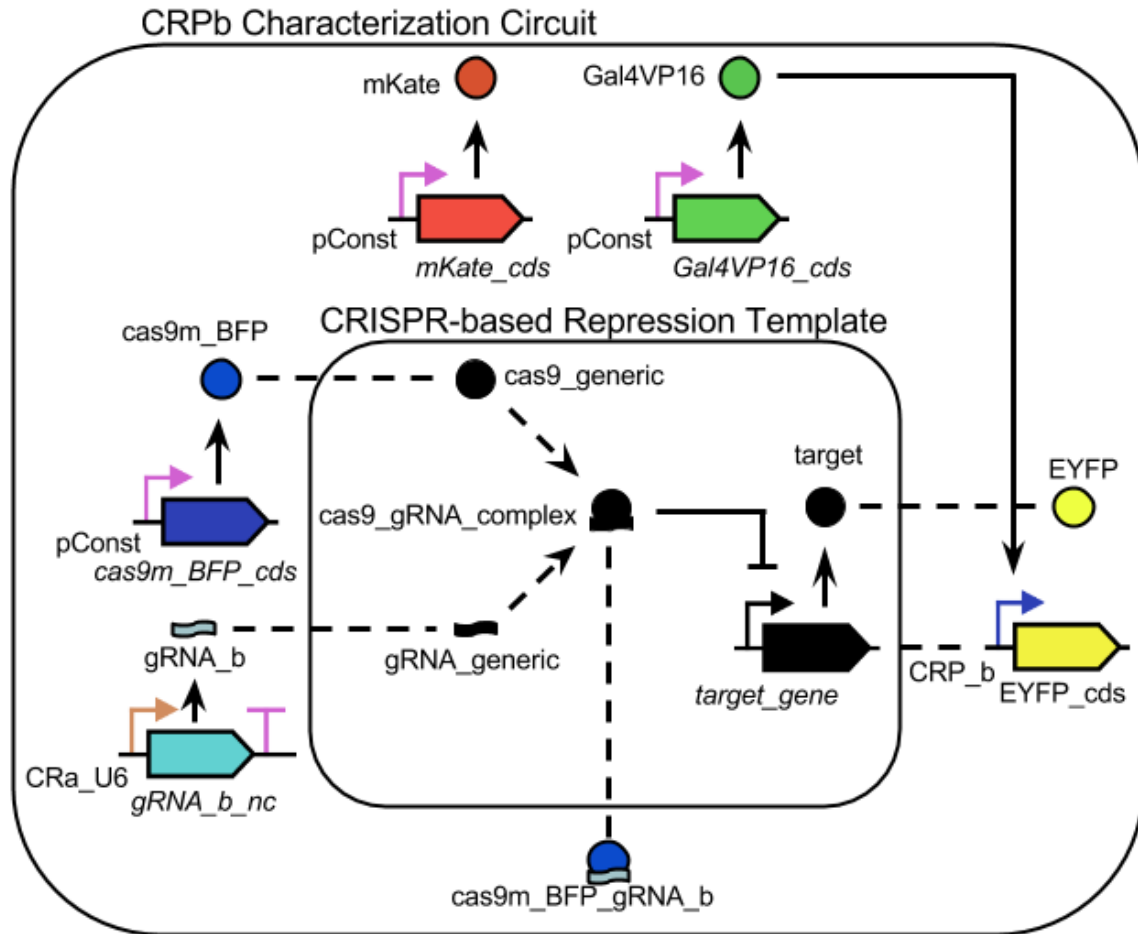 CRPb Characterization Circuit
mKate
Gal4VP16
pConst
mKate_cds
pConst
Gal4VP16_cds
cas9m_BFP
CRISPR-based Repression Template
cas9_generic
target
EYFP
cas9_gRNA_complex
pConst
cas9m_BFP_cds
gRNA_b
gRNA_generic
target_gene
CRP_b
EYFP_cds
CRa_U6
gRNA_b_nc
cas9m_BFP_gRNA_b